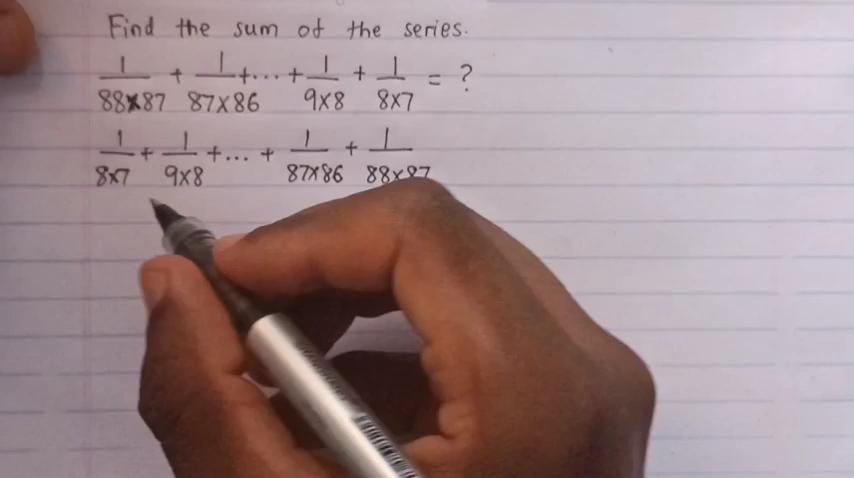 Find the sum of the series.
1/88×87 + 1/87×86 +...+ 1/9×8 + 1/8×7 = ?
1/8×7 + 1/9×8 +...+ 1/87×86 + 1/88×87